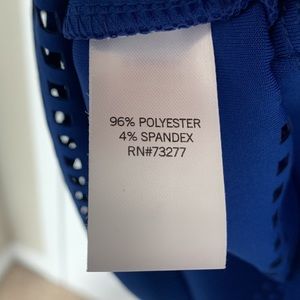 96% POLYESTER
4% SPANDEX
RN#73277